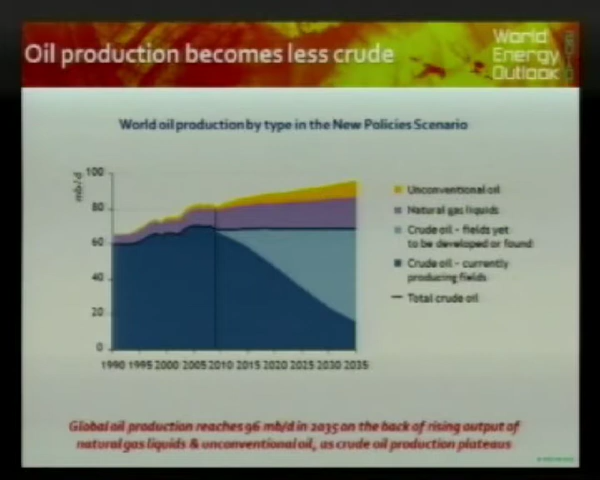 Oil production becomes less crude
World
Energy
Outlook
2010
World oil production by type in the New Policies Scenario
mb/d
100
80
60
40
20
0
1990 1995 2000 2005 2010 2015 2020 2025 2030 2035
Unconventional oil
Natural gas liquids
Crude oil - fields yet
to be developed or found
Crude oil - currently
producing fields
Total crude oil
Global oil production reaches 96 mb/d in 2035 on the back of rising output of
natural gas liquids & unconventional oil, as crude oil production plateaus